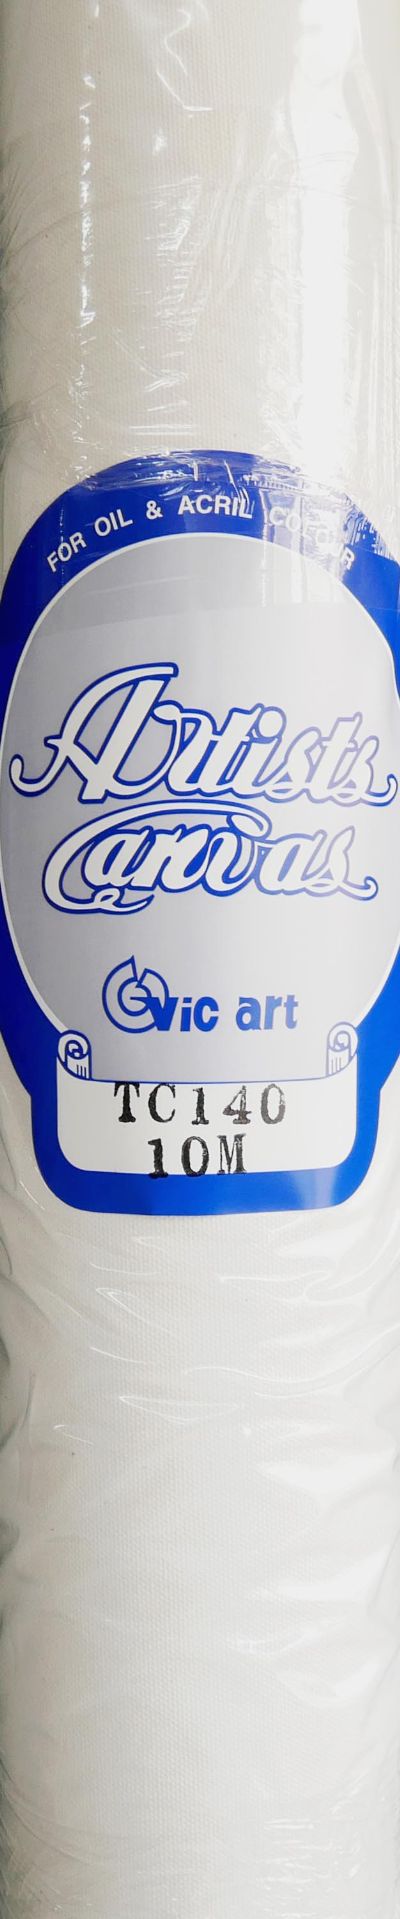 FOR OIL & ACRIL COLOUR
Artists
Canvas
vic art
TC140
10M